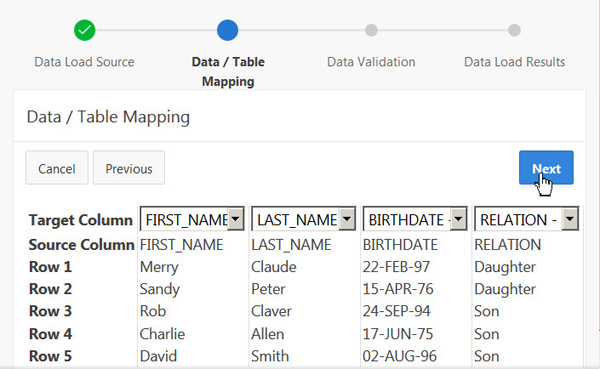 Data Load Source
Data / Table
Mapping
Data Validation
Data Load Results
Data / Table Mapping
Cancel Previous Next
Target Column FIRST_NAME LAST_NAME BIRTHDATE - RELATION -
Source Column FIRST_NAME LAST_NAME BIRTHDATE RELATION
Row 1 Merry Claude 22-FEB-97 Daughter
Row 2 Sandy Peter 15-APR-76 Daughter
Row 3 Rob Claver 24-SEP-94 Son
Row 4 Charlie Allen 17-JUN-75 Son
Row 5 David Smith 02-AUG-96 Son